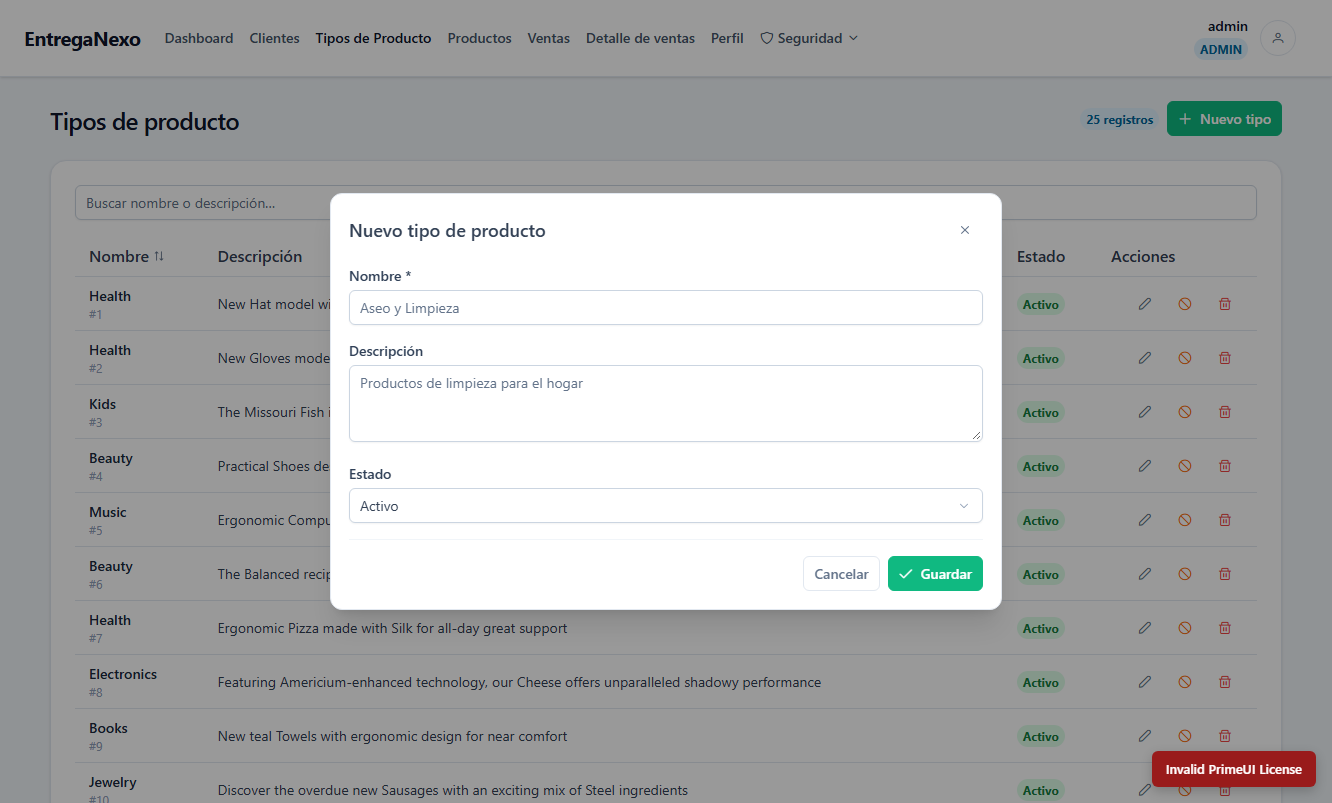 EntregaNexo Dashboard Clientes Tipos de Producto Productos Ventas Detalle de ventas Perfil Seguridad admin
ADMIN
Tipos de producto 25 registros + Nuevo tipo
Buscar nombre o descripción...
Nombre Descripción Estado Acciones
Health
#1
New Hat model wi
Activo
Health
#2
New Gloves mode
Activo
Kids
#3
The Missouri Fish i
Activo
Beauty
#4
Practical Shoes de
Activo
Music
#5
Ergonomic Compu
Activo
Beauty
#6
The Balanced recip
Activo
Health
#7
Ergonomic Pizza made with Silk for all-day great support
Activo
Electronics
#8
Featuring Americium-enhanced technology, our Cheese offers unparalleled shadowy performance
Activo
Books
#9
New teal Towels with ergonomic design for near comfort
Activo
Jewelry
#10
Discover the overdue new Sausages with an exciting mix of Steel ingredients
Activo
Nuevo tipo de producto
Nombre *
Aseo y Limpieza
Descripción
Productos de limpieza para el hogar
Estado
Activo
Cancelar Guardar
Invalid PrimeUI License